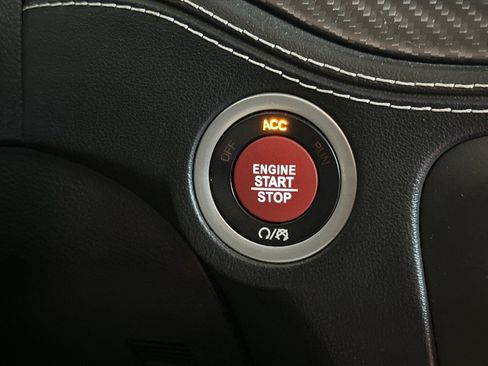 ACC
OFF
RUN
ENGINE
START
STOP